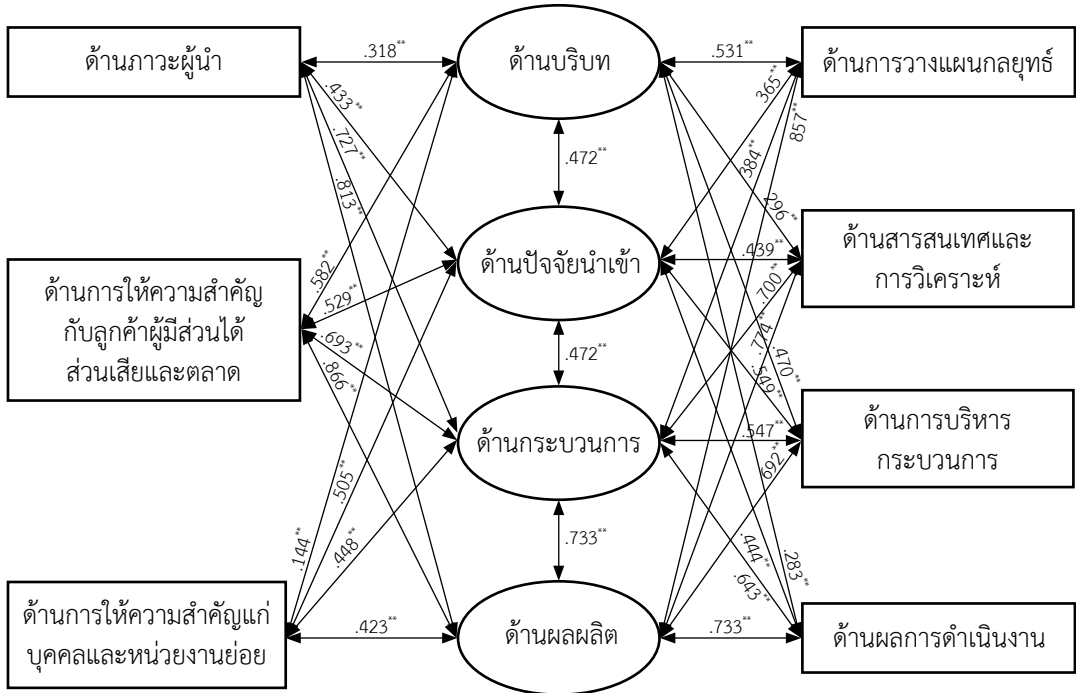 ด้านภาวะผู้นำ
.318**
ด้านบริบท
.531**
ด้านการวางแผนกลยุทธ์
.433**
.727**
.813**
.472**
365**
384**
857**
.296**
ด้านปัจจัยนำเข้า
.439**
ด้านสารสนเทศและ
การวิเคราะห์
.582**
.529**
ด้านการให้ความสำคัญ
กับลูกค้าผู้มีส่วนได้
ส่วนเสียและตลาด
.693**
.866**
.472**
.700**
.774**
.470**
.549**
ด้านกระบวนการ
.547**
ด้านการบริหาร
กระบวนการ
.505**
.144**
.448**
.733**
692**
.444**
.643**
.283**
ด้านการให้ความสำคัญแก่
บุคคลและหน่วยงานย่อย
.423**
ด้านผลผลิต
.733**
ด้านผลการดำเนินงาน